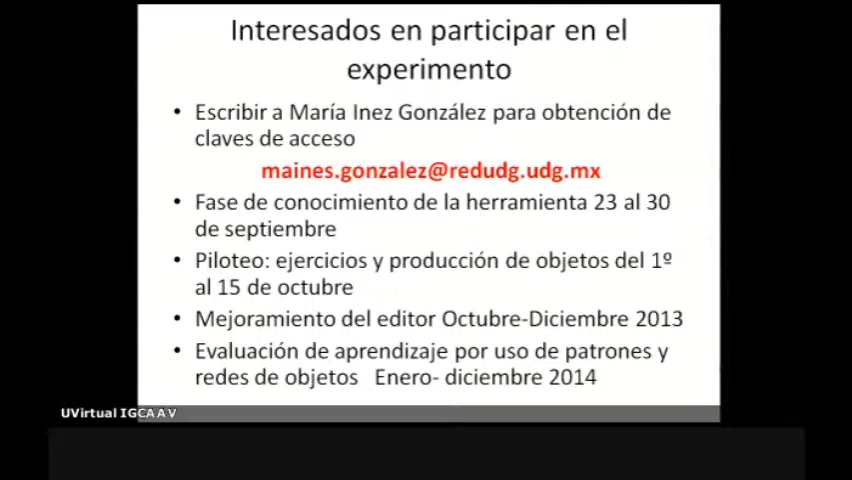 Interesados en participar en el
experimento
• Escribir a María Inez González para obtención de
claves de acceso
maines.gonzalez@redudg.udg.mx
• Fase de conocimiento de la herramienta 23 al 30
de septiembre
• Piloteo: ejercicios y producción de objetos del 1º
al 15 de octubre
• Mejoramiento del editor Octubre-Diciembre 2013
• Evaluación de aprendizaje por uso de patrones y
redes de objetos Enero- diciembre 2014
UVirtual IGCAAV